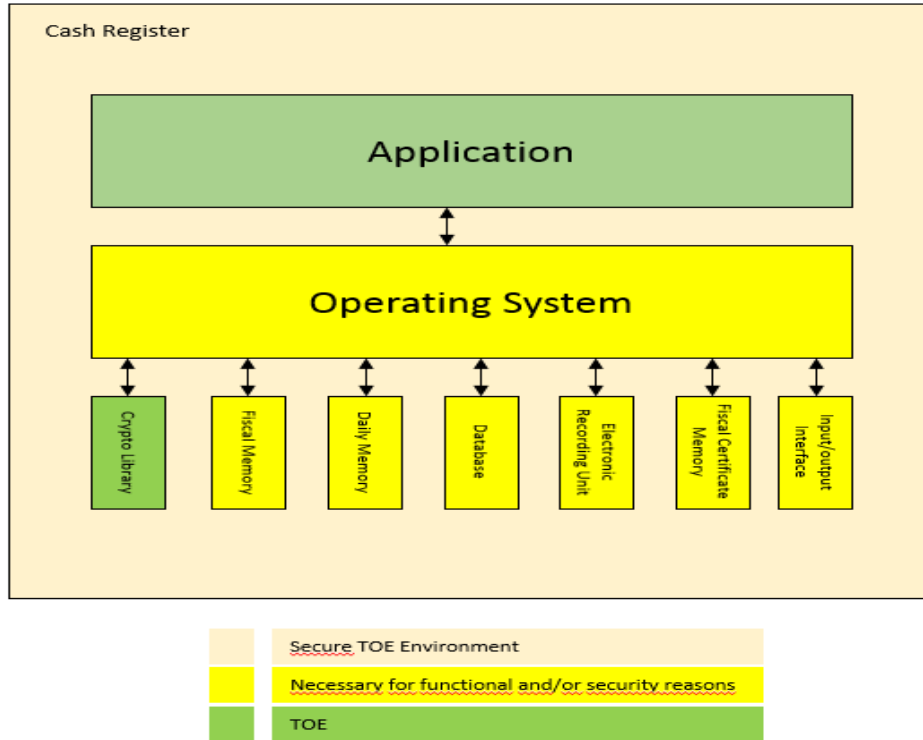 Cash Register
Application
Operating System
Crypto Library
Fiscal Memory
Daily Memory
Database
Electronic
Recording Unit
Fiscal Certificate
Memory
Input/output
Interface
Secure TOE Environment
Necessary for functional and/or security reasons
TOE